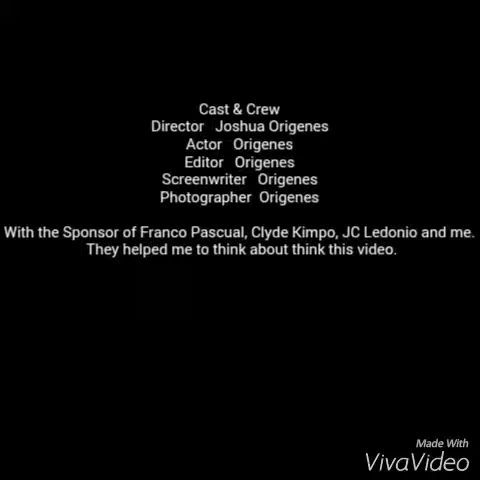 Cast & Crew
Director Joshua Origenes
Actor Origenes
Editor Origenes
Screenwriter Origenes
Photographer Origenes
With the Sponsor of Franco Pascual, Clyde Kimpo, JC Ledonio and me.
They helped me to think about think this video.
Made With
VivaVideo